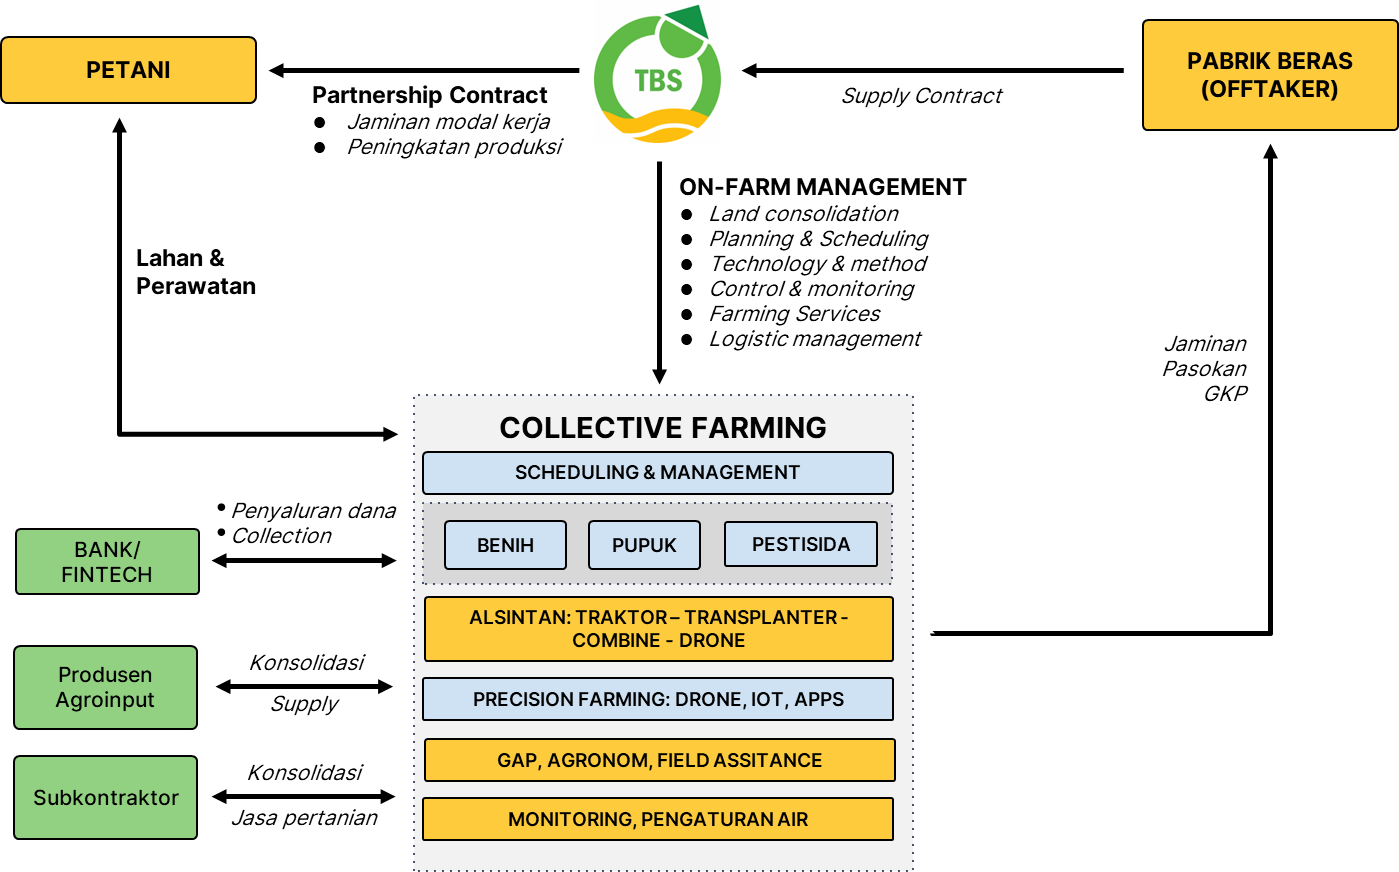 PETANI
Partnership Contract
● Jaminan modal kerja
● Peningkatan produksi
TBS
Supply Contract
PABRIK BERAS
(OFFTAKER)
ON-FARM MANAGEMENT
● Land consolidation
● Planning & Scheduling
● Technology & method
● Control & monitoring
● Farming Services
● Logistic management
Lahan &
Perawatan
Jaminan
Pasokan
GKP
COLLECTIVE FARMING
SCHEDULING & MANAGEMENT
BENIH
PUPUK
PESTISIDA
ALSINTAN: TRAKTOR – TRANSPLANTER -
COMBINE - DRONE
PRECISION FARMING: DRONE, IOT, APPS
GAP, AGRONOM, FIELD ASSITANCE
MONITORING, PENGATURAN AIR
• Penyaluran dana
• Collection
BANK/
FINTECH
Produsen
Agroinput
Konsolidasi
Supply
Subkontraktor
Konsolidasi
Jasa pertanian